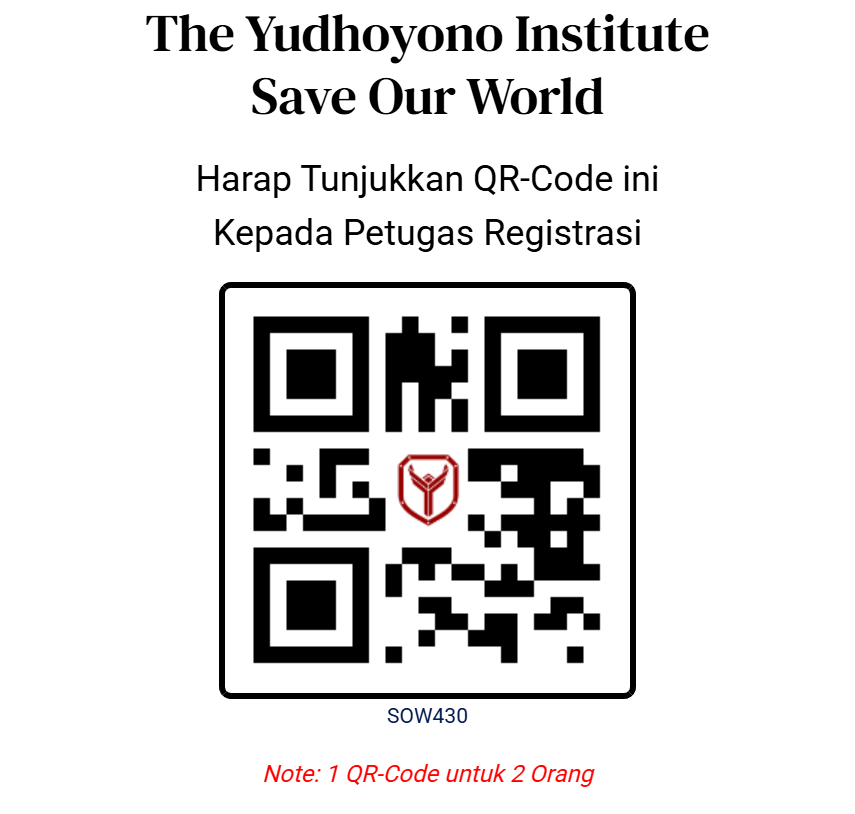 The Yudhoyono Institute
Save Our World
Harap Tunjukkan QR-Code ini
Kepada Petugas Registrasi
SOW430
Note: 1 QR-Code untuk 2 Orang